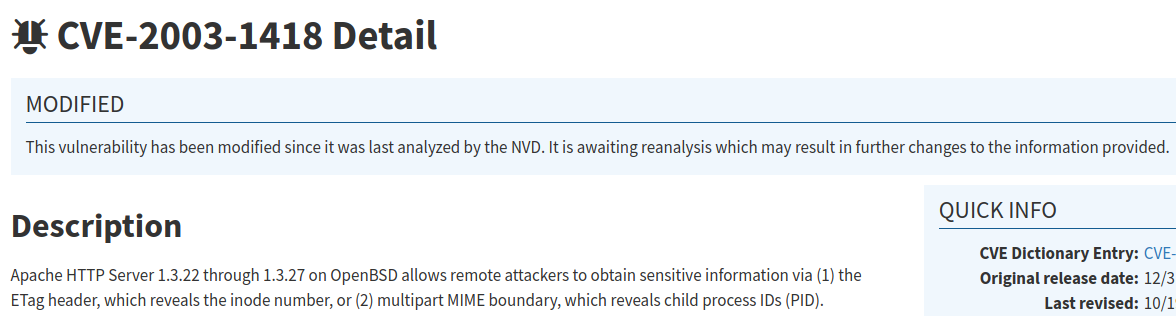 CVE-2003-1418 Detail
MODIFIED
This vulnerability has been modified since it was last analyzed by the NVD. It is awaiting reanalysis which may result in further changes to the information provided.
Description
Apache HTTP Server 1.3.22 through 1.3.27 on OpenBSD allows remote attackers to obtain sensitive information via (1) the
ETag header, which reveals the inode number, or (2) multipart MIME boundary, which reveals child process IDs (PID).
QUICK INFO
CVE Dictionary Entry: CVE-
Original release date: 12/3
Last revised: 10/1